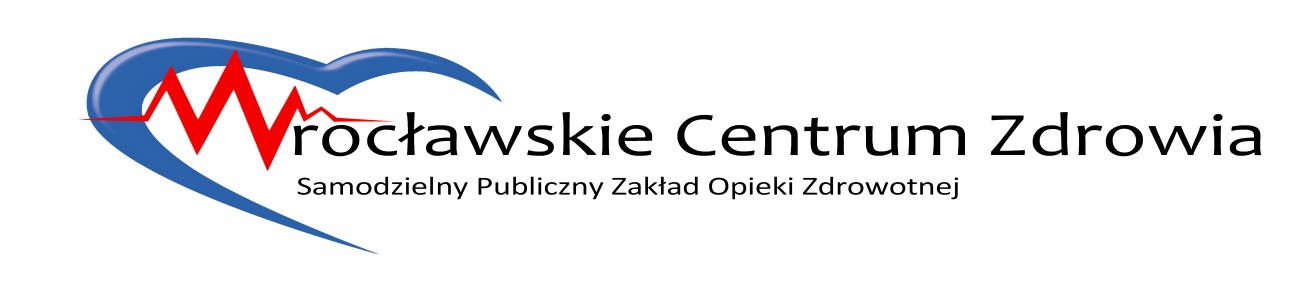 Wrocławskie Centrum Zdrowia
Samodzielny Publiczny Zakład Opieki Zdrowotnej